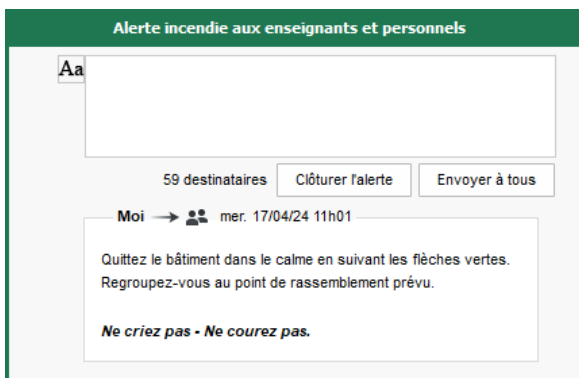 Alerte incendie aux enseignants et personnels
Aa
59 destinataires Clôturer l'alerte Envoyer à tous
Moi mer. 17/04/24 11h01
Quittez le bâtiment dans le calme en suivant les flèches vertes.
Regroupez-vous au point de rassemblement prévu.
Ne criez pas - Ne courez pas.